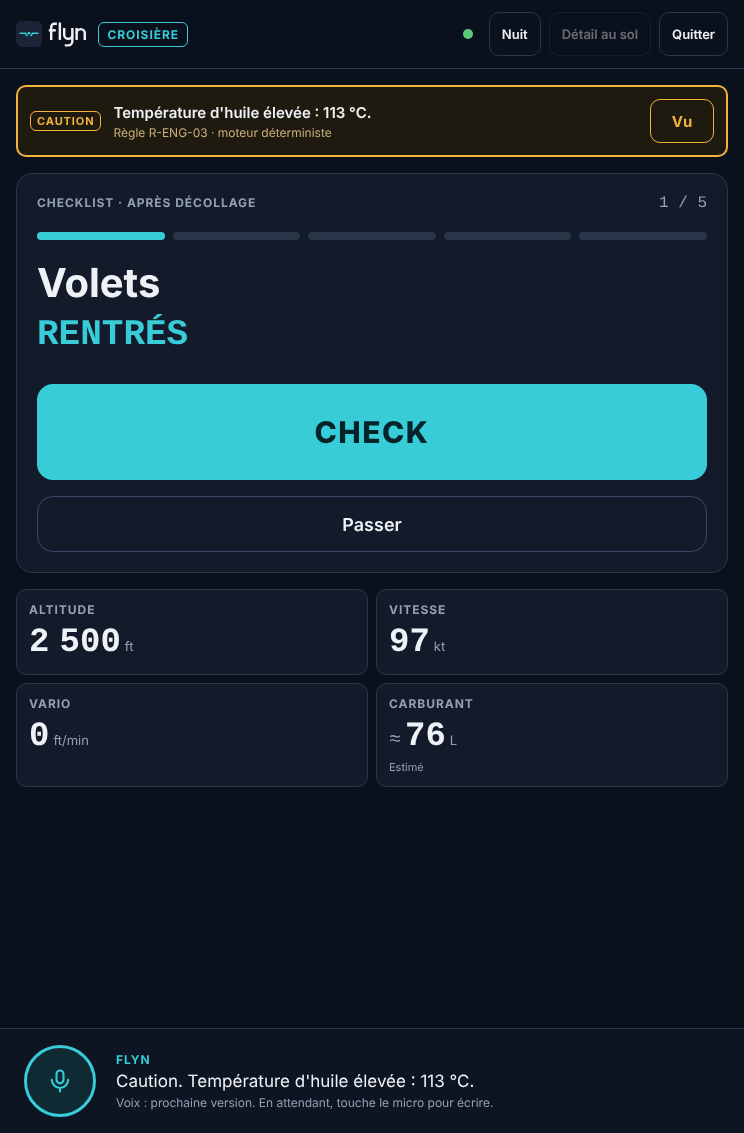 flyn CROISIÈRE Nuit Détail au sol Quitter
CAUTION Température d'huile élevée : 113 °C. Vu
Règle R-ENG-03 · moteur déterministe
CHECKLIST · APRÈS DÉCOLLAGE 1 / 5
Volets
RENTRÉS
CHECK
Passer
ALTITUDE
2 500 ft
VITESSE
97 kt
VARIO
0 ft/min
CARBURANT
≈ 76 L
Estimé
FLYN
Caution. Température d'huile élevée : 113 °C.
Voix : prochaine version. En attendant, touche le micro pour écrire.